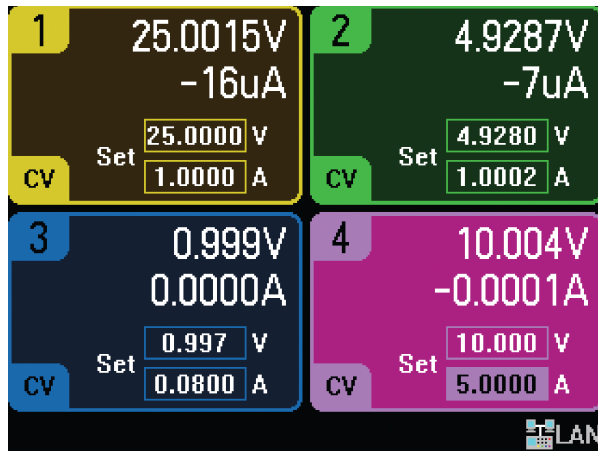 1 25.0015V
-16uA
Set 25.0000 V
1.0000 A
CV
2 4.9287V
-7uA
Set 4.9280 V
1.0002 A
CV
3 0.999V
0.0000A
Set 0.997 V
0.0800 A
CV
4 10.004V
-0.0001A
Set 10.000 V
5.0000 A
CV
LAN